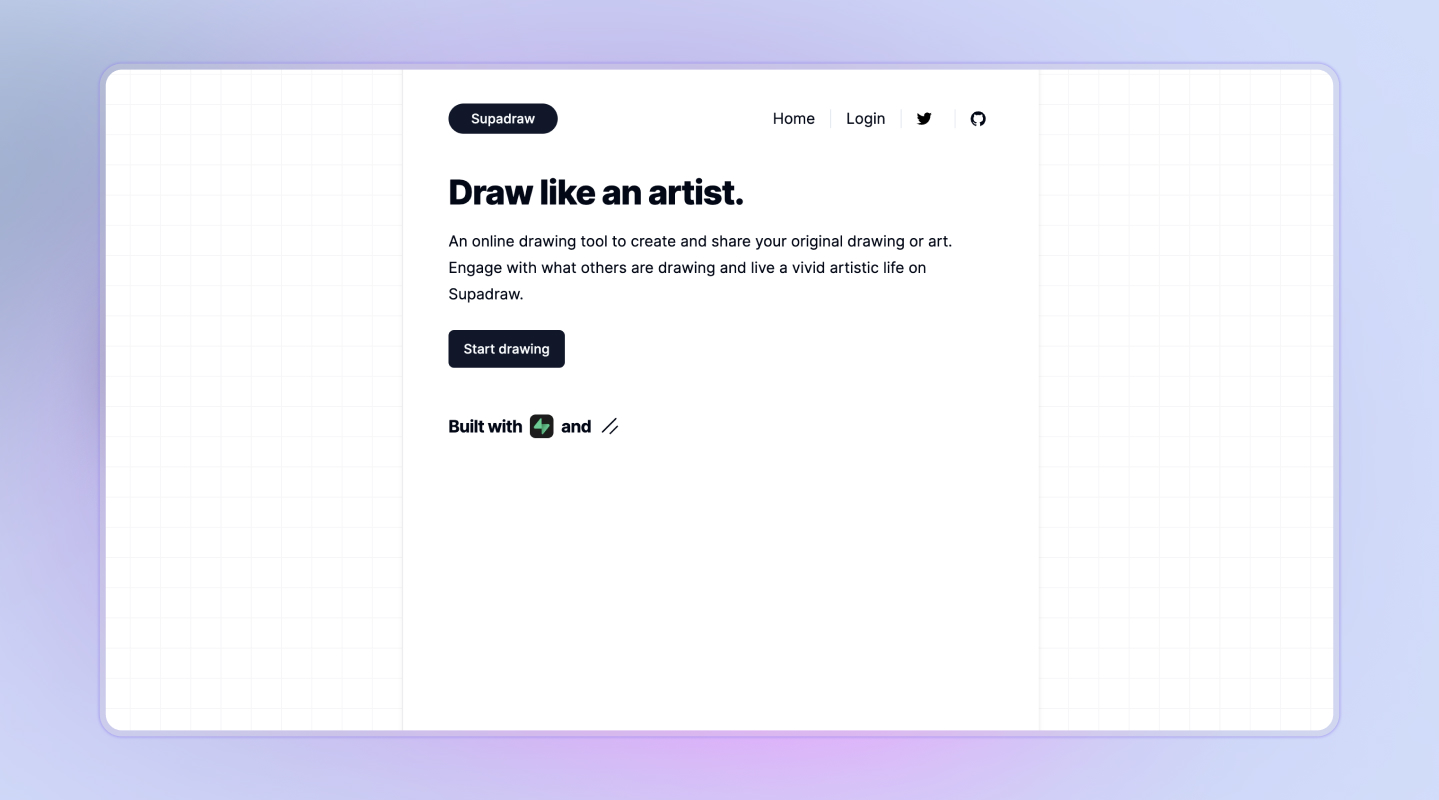 Supadraw
Home Login
Draw like an artist.
An online drawing tool to create and share your original drawing or art.
Engage with what others are drawing and live a vivid artistic life on
Supadraw.
Start drawing
Built with and